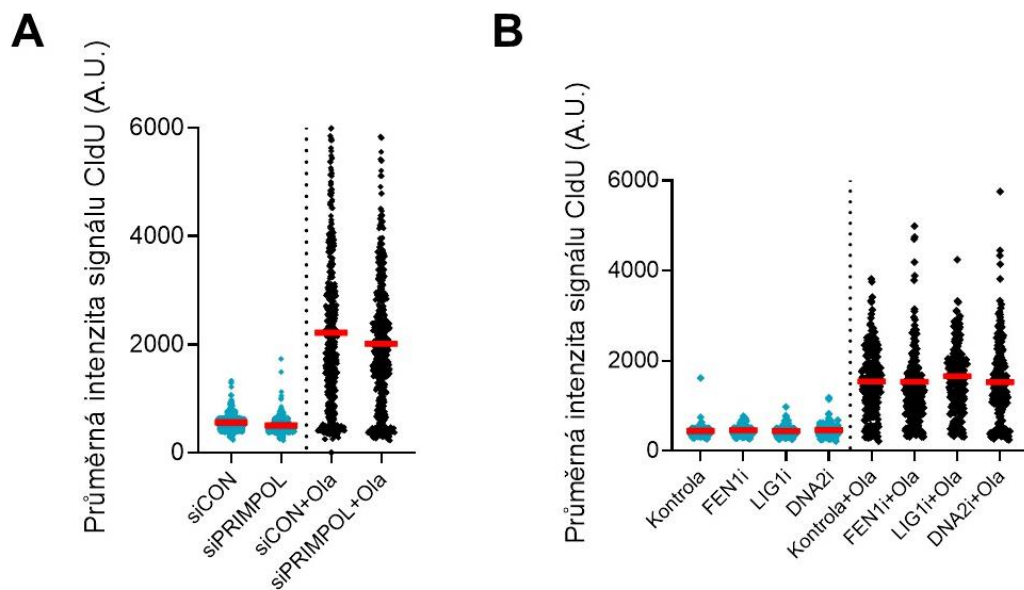 A
Průměrná intenzita signálu CldU (A.U.)
6000
4000
2000
0
siCON
siPRIMPOL
siCON+Ola
siPRIMPOL+Ola
B
Průměrná intenzita signálu CldU (A.U.)
6000
4000
2000
0
Kontrola
FEN1i
LIG1i
DNA2i
Kontrola+Ola
FEN1i+Ola
LIG1i+Ola
DNA2i+Ola